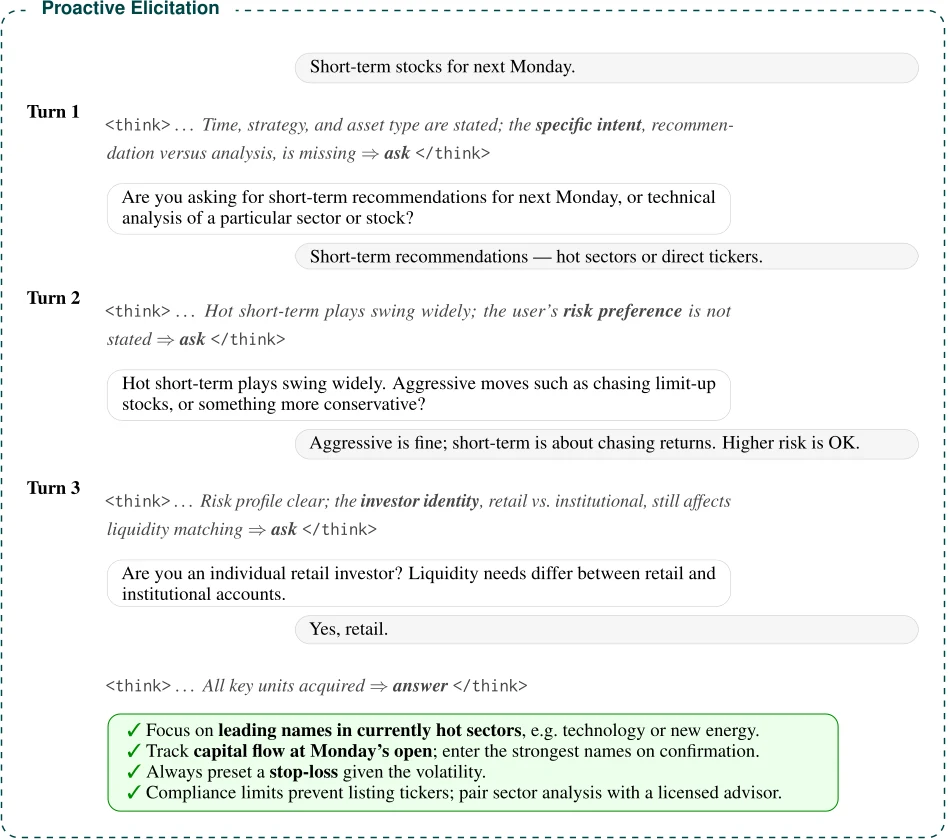 Proactive Elicitation
Short-term stocks for next Monday.
Turn 1
<think>... Time, strategy, and asset type are stated; the specific intent, recommen-
dation versus analysis, is missing ⇒ ask </think>
Are you asking for short-term recommendations for next Monday, or technical
analysis of a particular sector or stock?
Short-term recommendations — hot sectors or direct tickers.
Turn 2
<think>... Hot short-term plays swing widely; the user's risk preference is not
stated ⇒ ask </think>
Hot short-term plays swing widely. Aggressive moves such as chasing limit-up
stocks, or something more conservative?
Aggressive is fine; short-term is about chasing returns. Higher risk is OK.
Turn 3
<think>... Risk profile clear; the investor identity, retail vs. institutional, still affects
liquidity matching ⇒ ask </think>
Are you an individual retail investor? Liquidity needs differ between retail and
institutional accounts.
Yes, retail.
<think>... All key units acquired ⇒ answer </think>
✓ Focus on leading names in currently hot sectors, e.g. technology or new energy.
✓ Track capital flow at Monday's open; enter the strongest names on confirmation.
✓ Always preset a stop-loss given the volatility.
✓ Compliance limits prevent listing tickers; pair sector analysis with a licensed advisor.